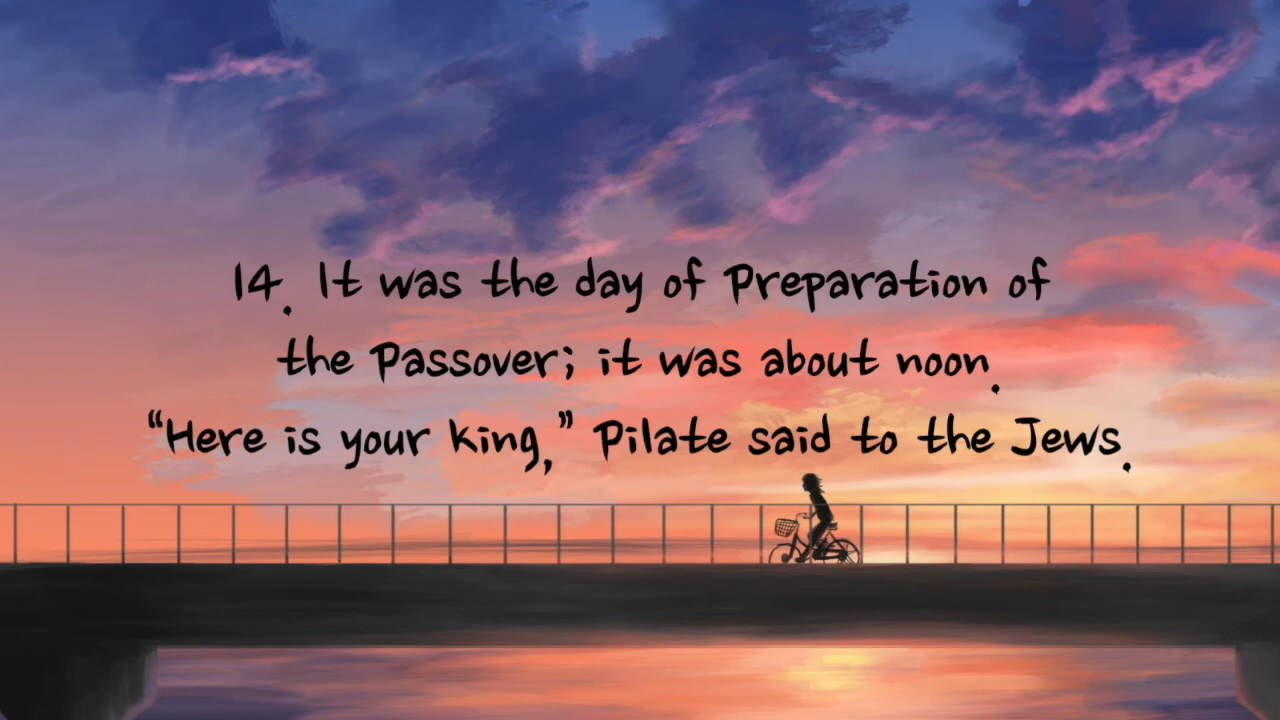 14. It was the day of Preparation of
the Passover; it was about noon.
“Here is your king,” Pilate said to the Jews.